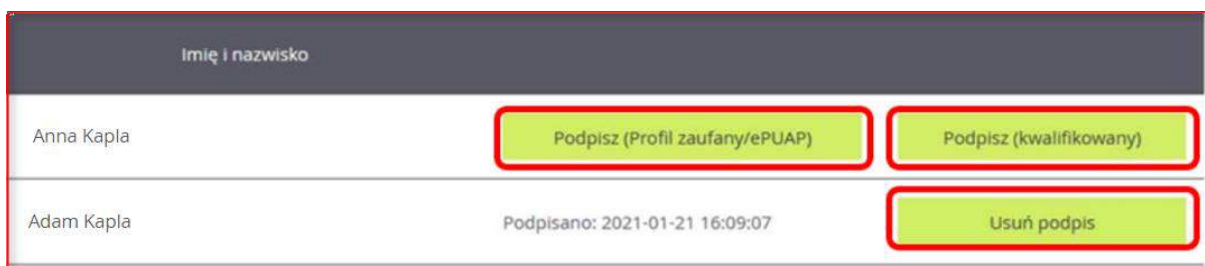 Imię i nazwisko
Anna Kapla Podpisz (Profil zaufany/ePUAP) Podpisz (kwalifikowany)
Adam Kapla Podpisano: 2021-01-21 16:09:07 Usuń podpis